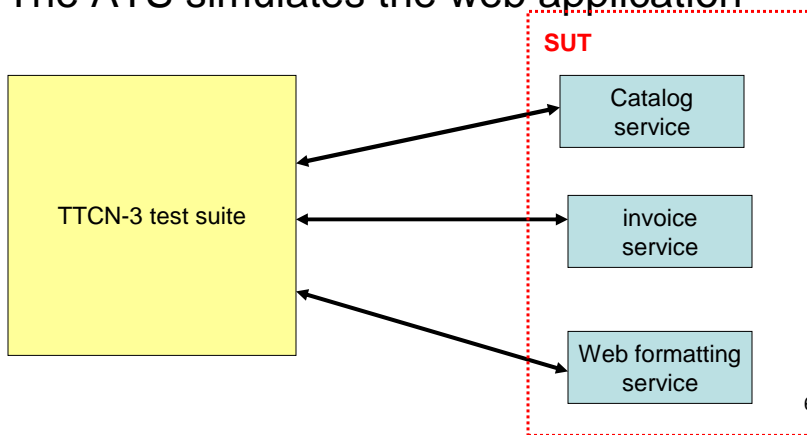 The ATS simulates the web application
SUT
Catalog
service
TTCN-3 test suite
invoice
service
Web formatting
service